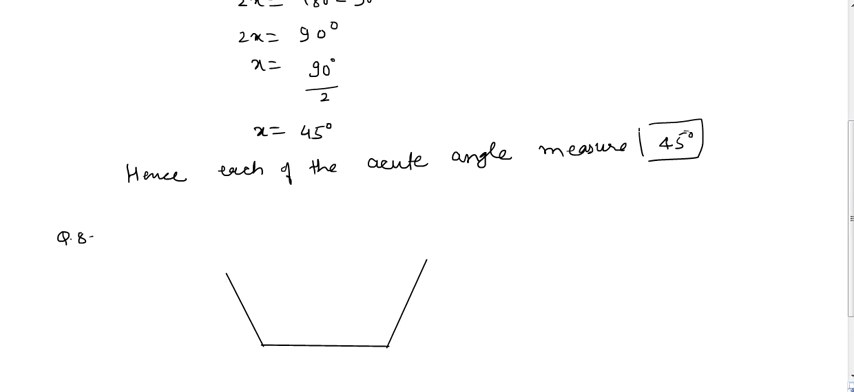 2x = 90°
x = 90°/2
x = 45°
Hence each of the acute angle measure 45°
Q.8-